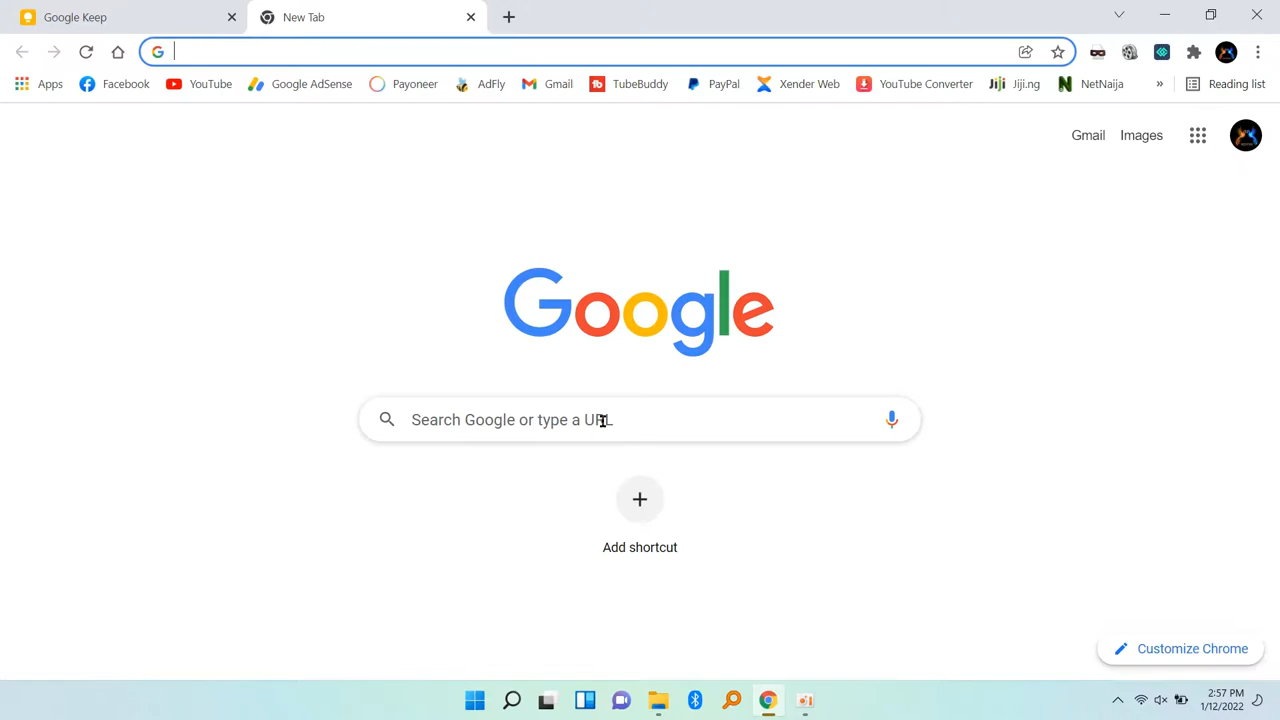 Google Keep
New Tab
Apps Facebook YouTube Google AdSense Payoneer AdFly Gmail TubeBuddy PayPal Xender Web YouTube Converter Jiji.ng NetNaija » Reading list
Gmail Images
Google
Search Google or type a URL
Add shortcut
Customize Chrome
2:57 PM
1/12/2022